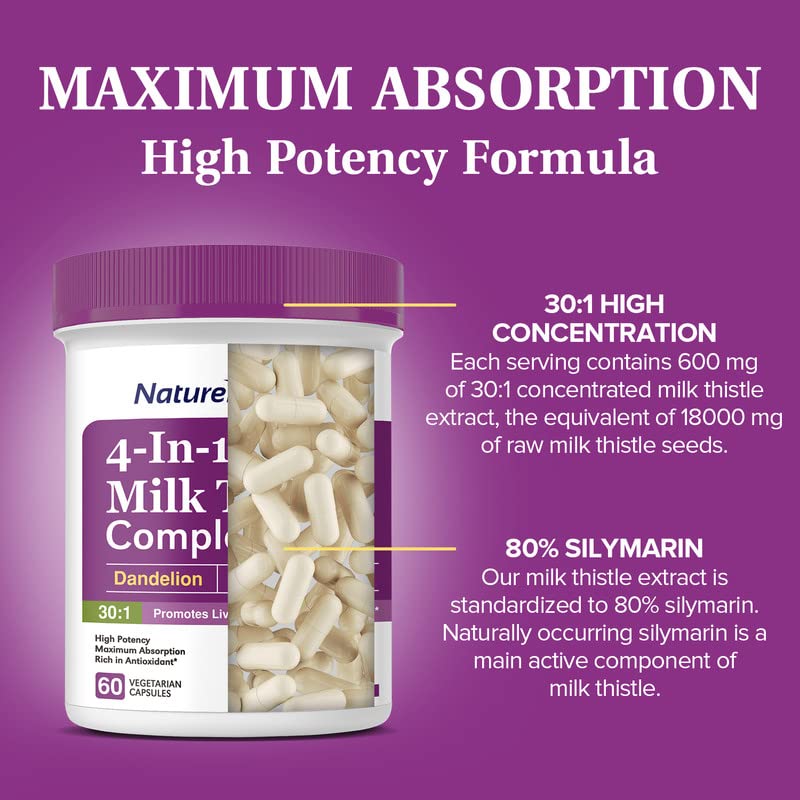 MAXIMUM ABSORPTION
High Potency Formula
30:1 HIGH
CONCENTRATION
Each serving contains 600 mg
of 30:1 concentrated milk thistle
extract, the equivalent of 18000 mg
of raw milk thistle seeds.
80% SILYMARIN
Our milk thistle extract is
standardized to 80% silymarin.
Naturally occurring silymarin is a
main active component of
milk thistle.
Nature
4-In-1
Milk
Dandelion
30:1 Promotes
High Potency
Maximum Absorption
Rich in Antioxidant*
60 VEGETARIAN
CAPSULES